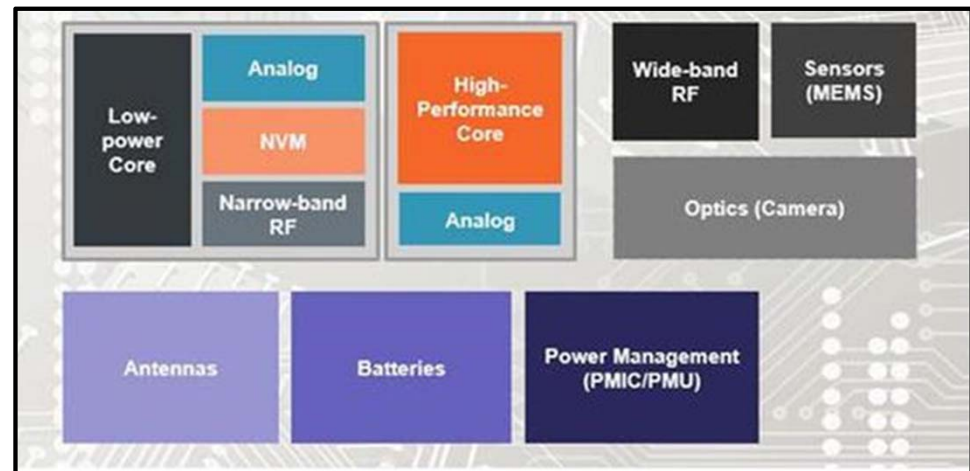 Low-
power
Core
Analog
NVM
Narrow-band
RF
High-
Performance
Core
Analog
Wide-band
RF
Sensors
(MEMS)
Optics (Camera)
Antennas
Batteries
Power Management
(PMIC/PMU)